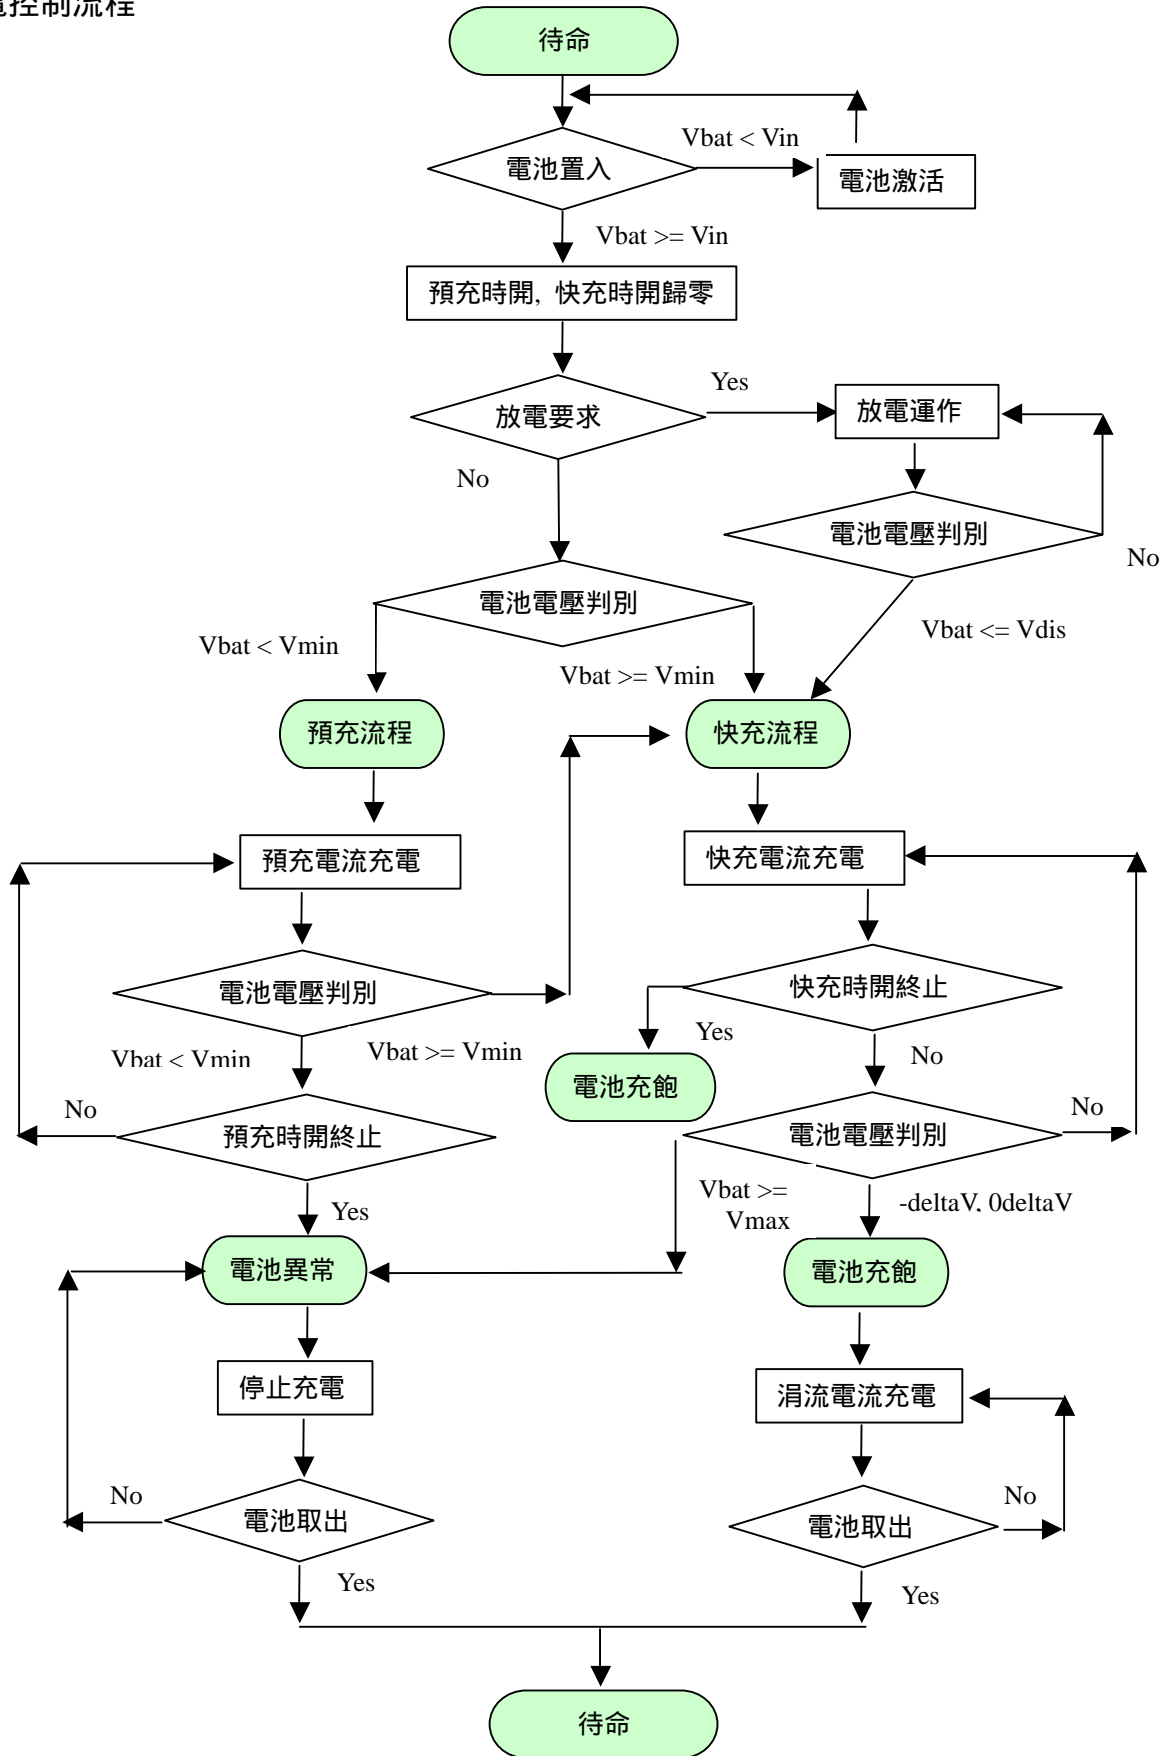 電控制流程
待命
Vbat < Vin
電池置入
電池激活
Vbat >= Vin
預充時開, 快充時開歸零
Yes
放電要求
放電運作
No
電池電壓判別
No
電池電壓判別
Vbat < Vmin
Vbat <= Vdis
Vbat >= Vmin
預充流程
快充流程
預充電流充電
快充電流充電
電池電壓判別
快充時開終止
Vbat < Vmin
Vbat >= Vmin
Yes
No
電池充飽
No
預充時開終止
電池電壓判別
No
Yes
Vbat >=
Vmax
-deltaV, 0deltaV
電池異常
電池充飽
停止充電
涓流電流充電
No
電池取出
No
電池取出
Yes
Yes
待命